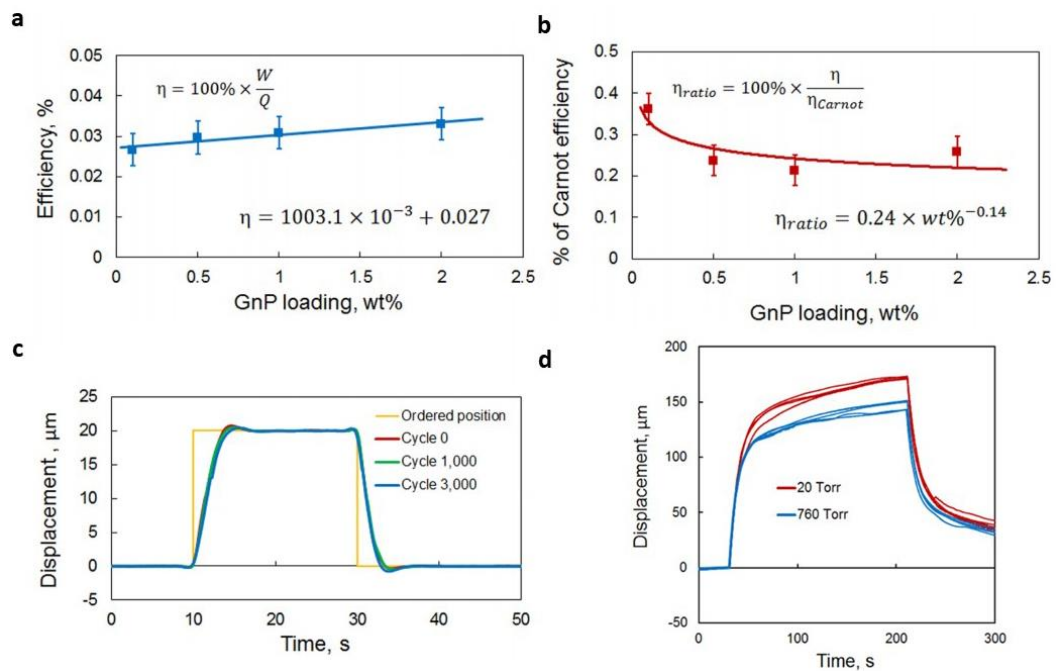 a
0.05
0.04
0.03
0.02
0.01
0
Efficiency, %
η = 100% × W/Q
η = 1003.1 × 10⁻³ + 0.027
0 0.5 1 1.5 2 2.5
GnP loading, wt%
b
0.5
0.4
0.3
0.2
0.1
0
% of Carnot efficiency
η_ratio = 100% × η/η_Carnot
η_ratio = 0.24 × wt%⁻⁰·¹⁴
0 0.5 1 1.5 2 2.5
GnP loading, wt%
c
25
20
15
10
5
0
-5
Displacement, µm
Ordered position
Cycle 0
Cycle 1,000
Cycle 3,000
0 10 20 30 40 50
Time, s
d
200
150
100
50
0
-50
Displacement, µm
20 Torr
760 Torr
0 100 200 300
Time, s